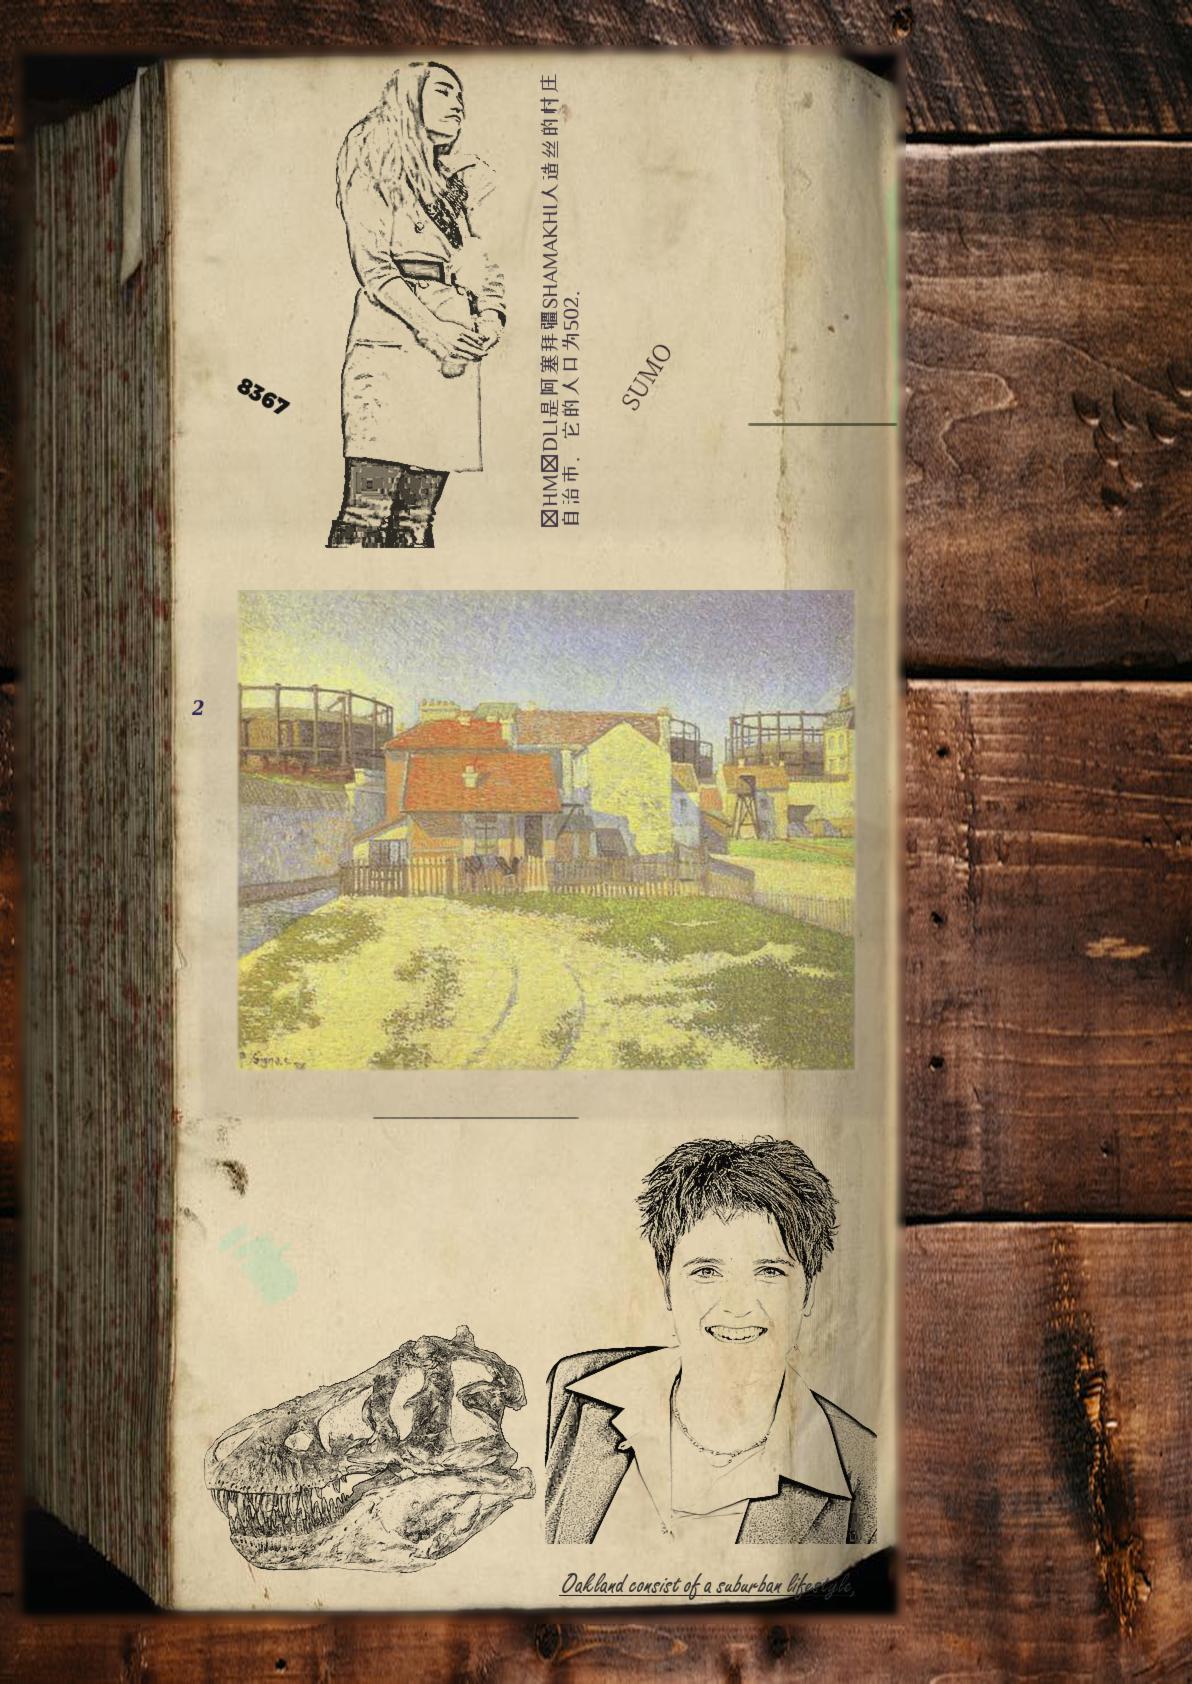 ⊠HM⊠DLI是阿塞拜疆SHAMAKHI人造丝的村庄
自治市．它的人口为502.
SUMO
8367
2
Signac
Oakland consist of a suburban lifestyle,